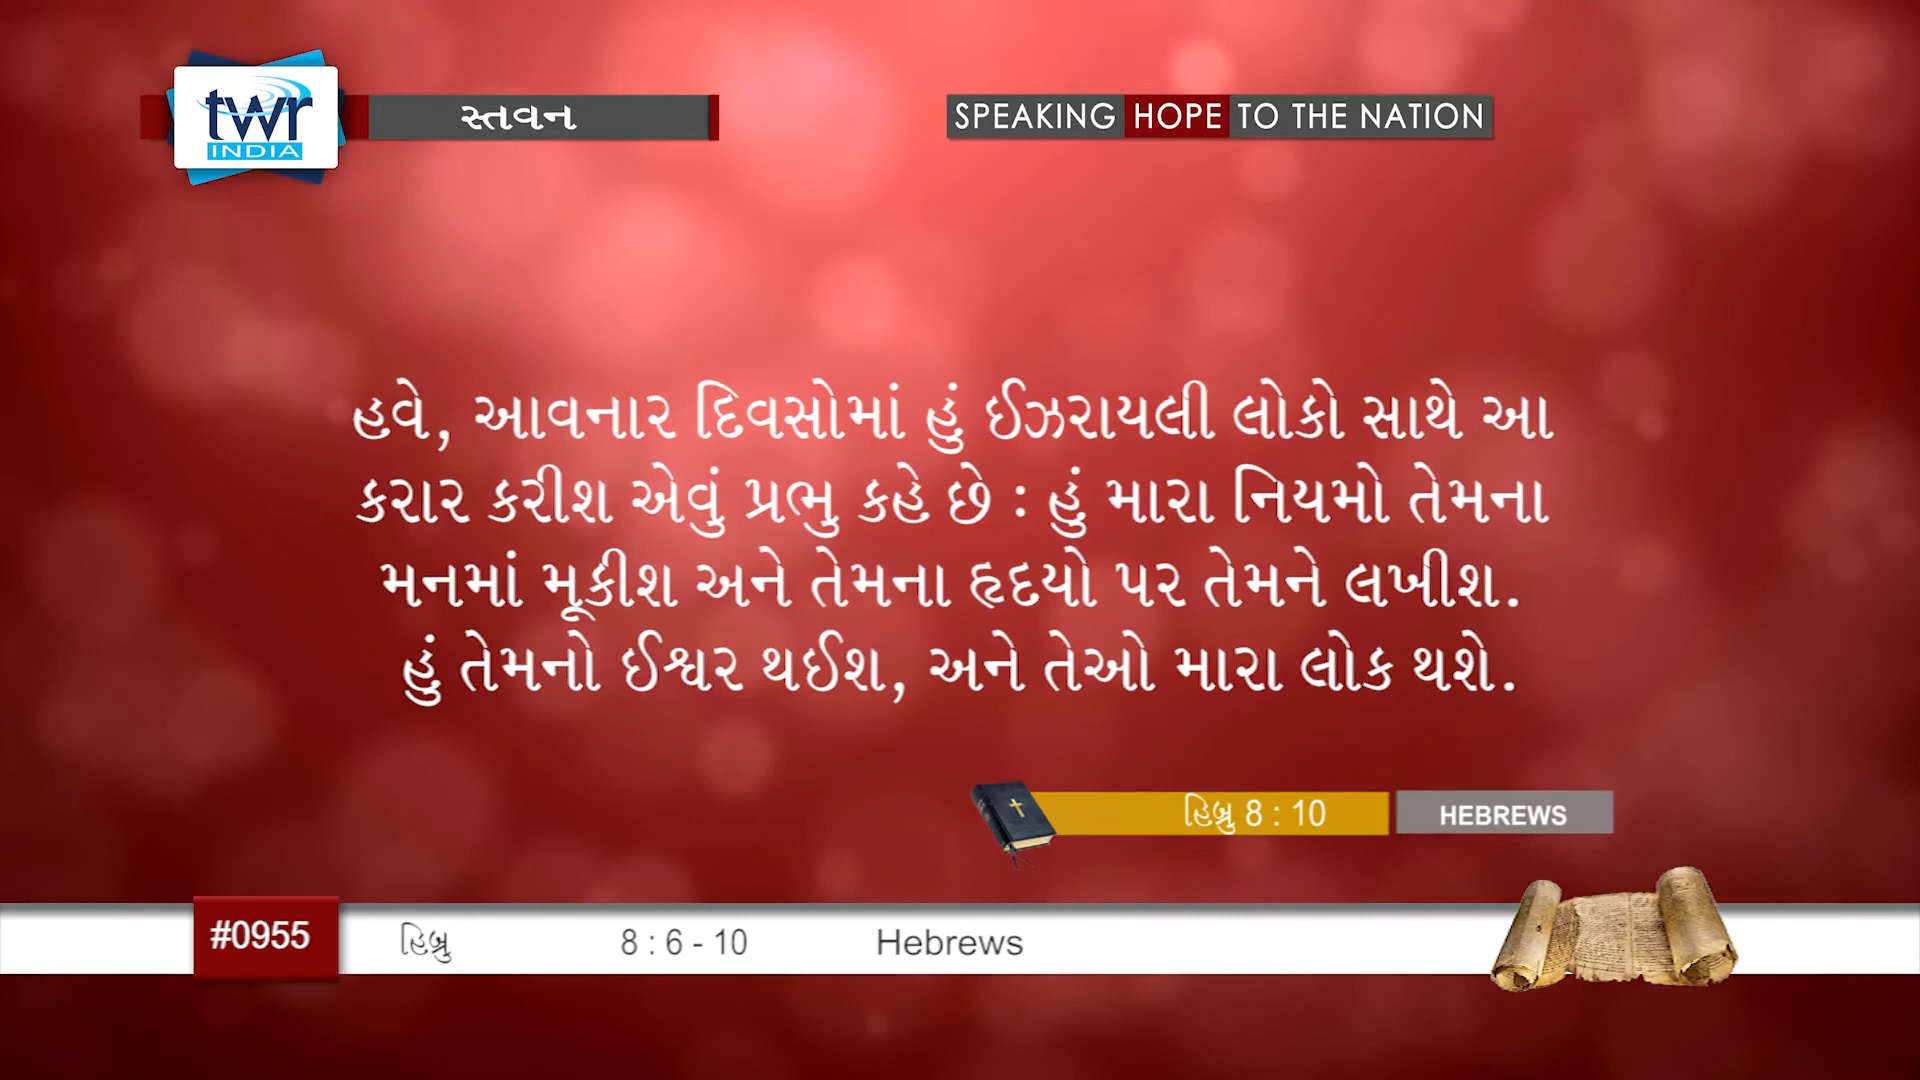 twr
INDIA
સ્તવન
SPEAKING HOPE TO THE NATION
હવે, આવનાર દિવસોમાં હું ઈઝરાયલી લોકો સાથે આ
કરાર કરીશ એવું પ્રભુ કહે છે : હું મારા નિયમો તેમના
મનમાં મૂકીશ અને તેમના હૃદયો પર તેમને લખીશ.
હું તેમનો ઈશ્વર થઈશ, અને તેઓ મારા લોક થશે.
હિબ્રુ 8 : 10 HEBREWS
#0955 હિબ્રુ 8 : 6 - 10 Hebrews